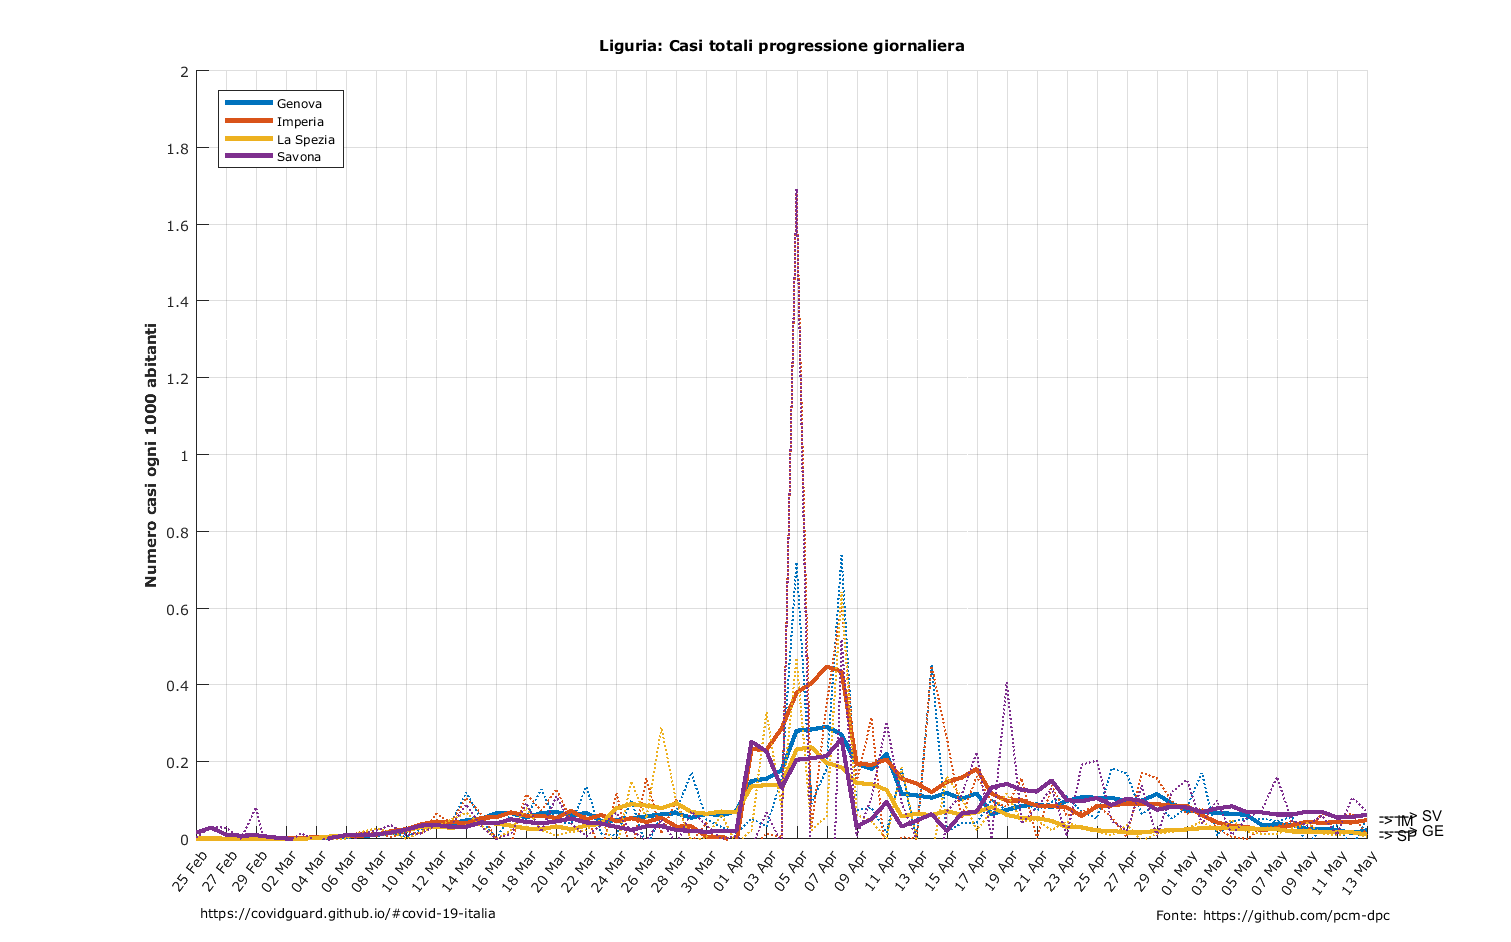 Liguria: Casi totali progressione giornaliera
Numero casi ogni 1000 abitanti
2
1.8
1.6
1.4
1.2
1
0.8
0.6
0.4
0.2
0
Genova
Imperia
La Spezia
Savona
-> SV
-> IM
-> GE
-> SP
25 Feb
27 Feb
29 Feb
02 Mar
04 Mar
06 Mar
08 Mar
10 Mar
12 Mar
14 Mar
16 Mar
18 Mar
20 Mar
22 Mar
24 Mar
26 Mar
28 Mar
30 Mar
01 Apr
03 Apr
05 Apr
07 Apr
09 Apr
11 Apr
13 Apr
15 Apr
17 Apr
19 Apr
21 Apr
23 Apr
25 Apr
27 Apr
29 Apr
01 May
03 May
05 May
07 May
09 May
11 May
13 May
https://covidguard.github.io/#covid-19-italia
Fonte: https://github.com/pcm-dpc